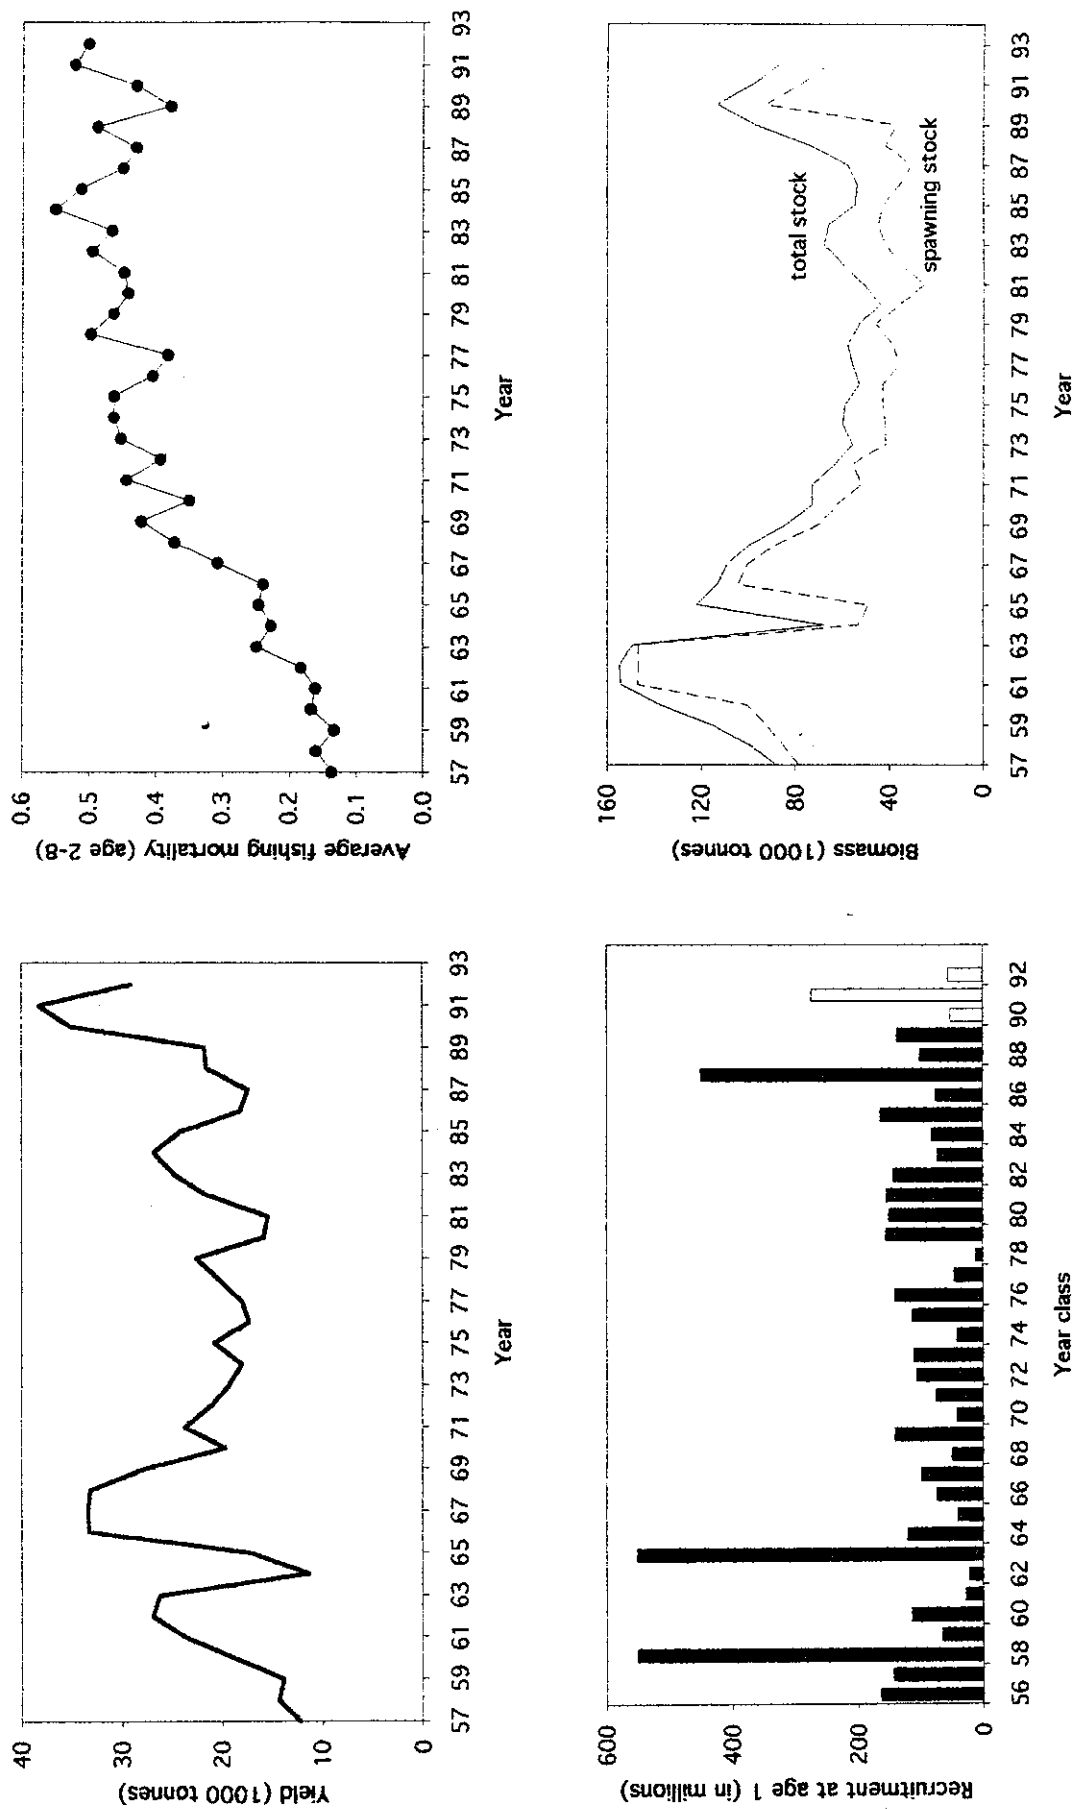 40
30
20
10
0
Yield (1000 tonnes)
57 59 61 63 65 67 69 71 73 75 77 79 81 83 85 87 89 91 93
Year
0.6
0.5
0.4
0.3
0.2
0.1
0.0
Average fishing mortality (age 2-8)
57 59 61 63 65 67 69 71 73 75 77 79 81 83 85 87 89 91 93
Year
600
400
200
0
Recruitment at age 1 (in millions)
56 58 60 62 64 66 68 70 72 74 76 78 80 82 84 86 88 90 92
Year class
160
120
80
40
0
Biomass (1000 tonnes)
total stock
spawning stock
57 59 61 63 65 67 69 71 73 75 77 79 81 83 85 87 89 91 93
Year